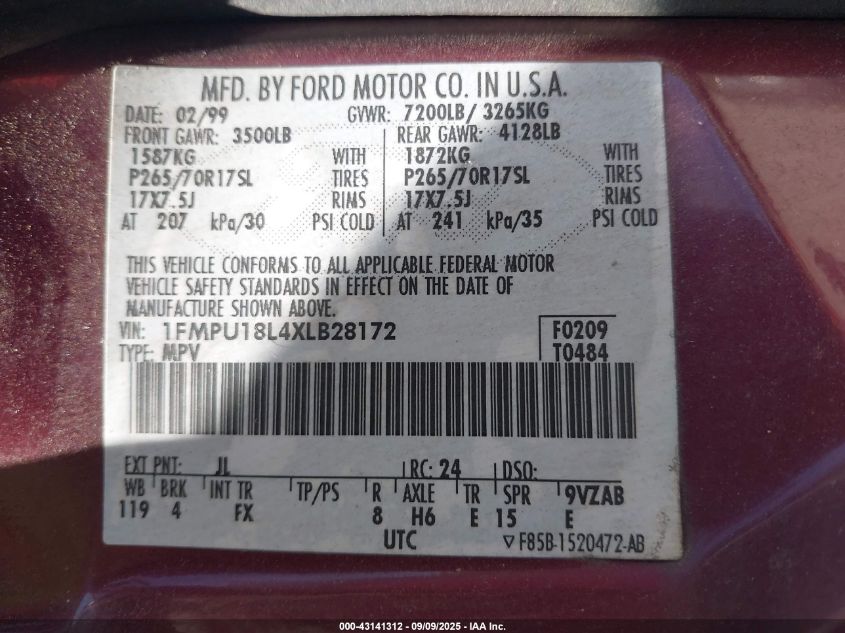 MFD. BY FORD MOTOR CO. IN U.S.A.
DATE: 02/99 GVWR: 7200LB/ 3265KG
FRONT GAWR: 3500LB REAR GAWR: 4128LB
1587KG WITH 1872KG WITH
P265/70R17SL TIRES P265/70R17SL TIRES
17X7.5J RIMS 17X7.5J RIMS
AT 207 kPa/30 PSI COLD AT 241 kPa/35 PSI COLD
THIS VEHICLE CONFORMS TO ALL APPLICABLE FEDERAL MOTOR
VEHICLE SAFETY STANDARDS IN EFFECT ON THE DATE OF
MANUFACTURE SHOWN ABOVE.
VIN: 1FMPU18L4XLB28172 F0209
TYPE: MPV T0484
EXT PNT: JL RC: 24 DSO:
WB BRK INT TR TP/PS R AXLE TR SPR 9VZAB
119 4 FX 8 H6 E 15 E
UTC ▽ F85B-1520472-AB
000-43141312 | 09/09/2025 - IAA Inc.